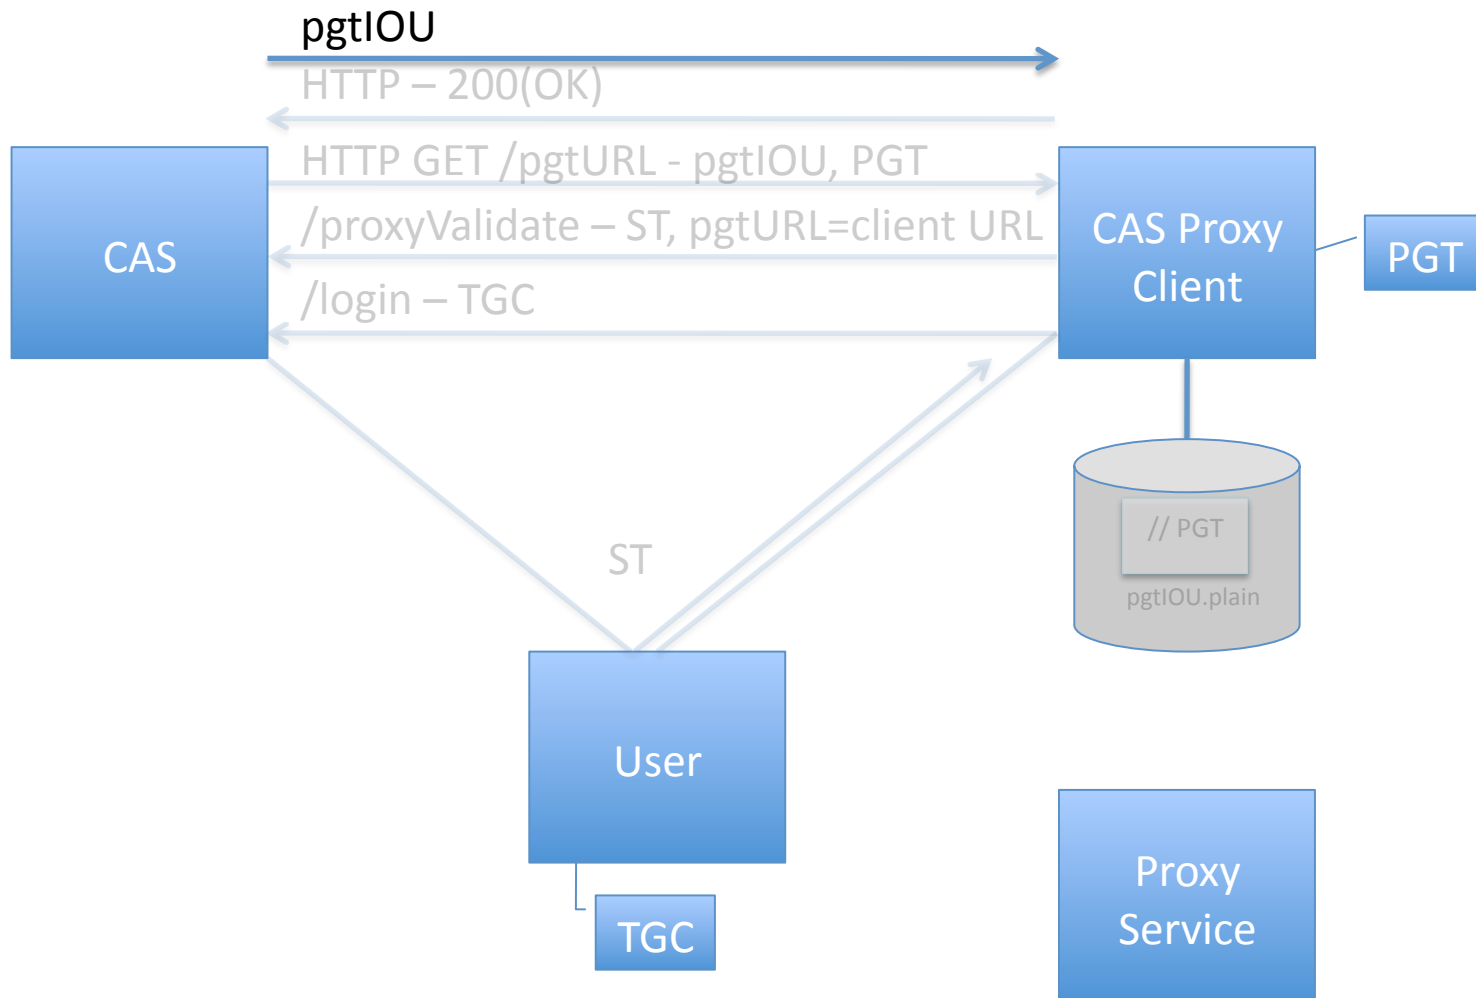 pgtIOU
HTTP – 200(OK)
HTTP GET /pgtURL - pgtIOU, PGT
/proxyValidate – ST, pgtURL=client URL
/login – TGC
CAS
CAS Proxy
Client
PGT
// PGT
pgtIOU.plain
ST
User
TGC
Proxy
Service